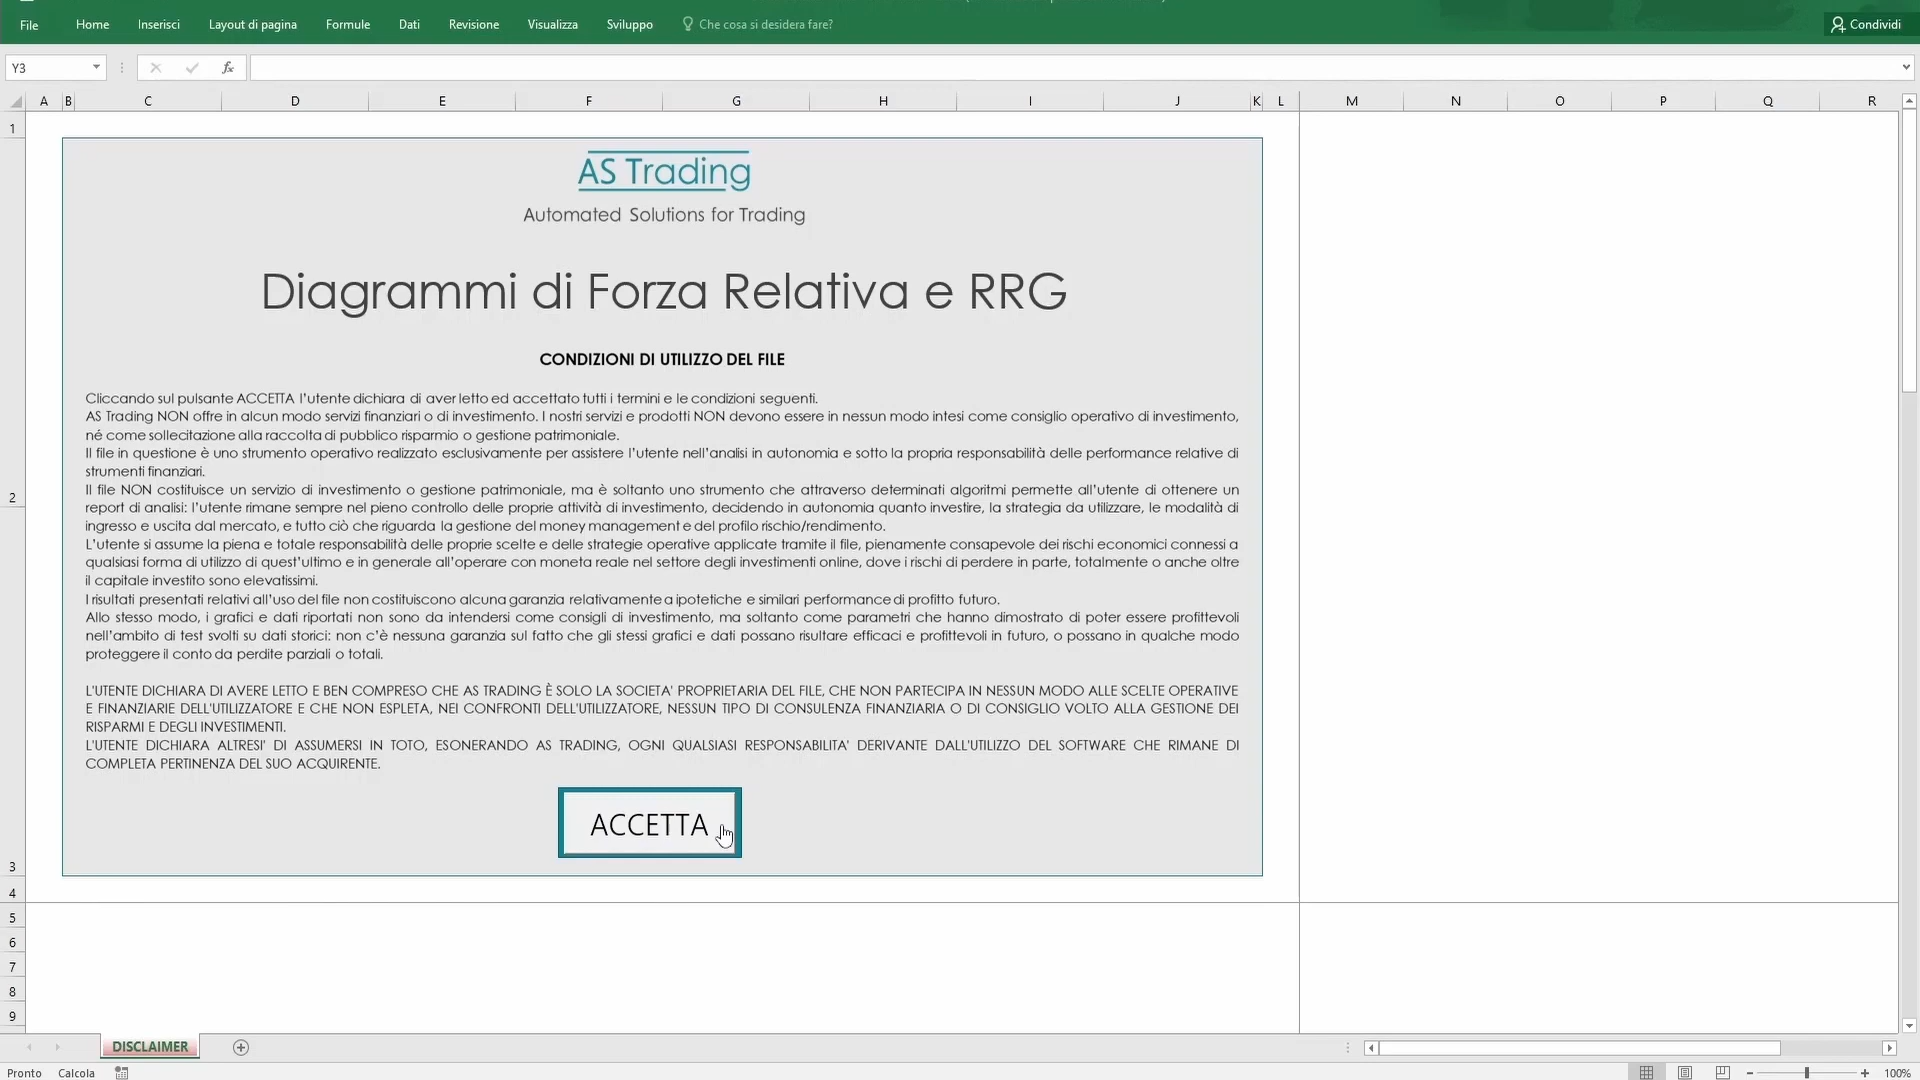 File Home Inserisci Layout di pagina Formule Dati Revisione Visualizza Sviluppo Che cosa si desidera fare? Condividi
Y3 fx
A B C D E F G H I J K L M N O P Q R
1
AS Trading
Automated Solutions for Trading
Diagrammi di Forza Relativa e RRG
CONDIZIONI DI UTILIZZO DEL FILE
Cliccando sul pulsante ACCETTA l'utente dichiara di aver letto ed accettato tutti i termini e le condizioni seguenti.
AS Trading NON offre in alcun modo servizi finanziari o di investimento. I nostri servizi e prodotti NON devono essere in nessun modo intesi come consiglio operativo di investimento,
né come sollecitazione alla raccolta di pubblico risparmio o gestione patrimoniale.
Il file in questione è uno strumento operativo realizzato esclusivamente per assistere l'utente nell'analisi in autonomia e sotto la propria responsabilità delle performance relative di
strumenti finanziari.
Il file NON costituisce un servizio di investimento o gestione patrimoniale, ma è soltanto uno strumento che attraverso determinati algoritmi permette all'utente di ottenere un
2
report di analisi: l'utente rimane sempre nel pieno controllo delle proprie attività di investimento, decidendo in autonomia quanto investire, la strategia da utilizzare, le modalità di
ingresso e uscita dal mercato, e tutto ciò che riguarda la gestione del money management e del profilo rischio/rendimento.
L'utente si assume la piena e totale responsabilità delle proprie scelte e delle strategie operative applicate tramite il file, pienamente consapevole dei rischi economici connessi a
qualsiasi forma di utilizzo di quest'ultimo e in generale all'operare con moneta reale nel settore degli investimenti online, dove i rischi di perdere in parte, totalmente o anche oltre
il capitale investito sono elevatissimi.
I risultati presentati relativi all'uso del file non costituiscono alcuna garanzia relativamente a ipotetiche e similari performance di profitto futuro.
Allo stesso modo, i grafici e dati riportati non sono da intendersi come consigli di investimento, ma soltanto come parametri che hanno dimostrato di poter essere profittevoli
nell'ambito di test svolti su dati storici: non c'è nessuna garanzia sul fatto che gli stessi grafici e dati possano risultare efficaci e profittevoli in futuro, o possano in qualche modo
proteggere il conto da perdite parziali o totali.
L'UTENTE DICHIARA DI AVERE LETTO E BEN COMPRESO CHE AS TRADING È SOLO LA SOCIETA' PROPRIETARIA DEL FILE, CHE NON PARTECIPA IN NESSUN MODO ALLE SCELTE OPERATIVE
E FINANZIARIE DELL'UTILIZZATORE E CHE NON ESPLETA, NEI CONFRONTI DELL'UTILIZZATORE, NESSUN TIPO DI CONSULENZA FINANZIARIA O DI CONSIGLIO VOLTO ALLA GESTIONE DEI
RISPARMI E DEGLI INVESTIMENTI.
L'UTENTE DICHIARA ALTRESI' DI ASSUMERSI IN TOTO, ESONERANDO AS TRADING, OGNI QUALSIASI RESPONSABILITA' DERIVANTE DALL'UTILIZZO DEL SOFTWARE CHE RIMANE DI
COMPLETA PERTINENZA DEL SUO ACQUIRENTE.
ACCETTA
3
4
5
6
7
8
9
DISCLAIMER
Pronto Calcola 100%